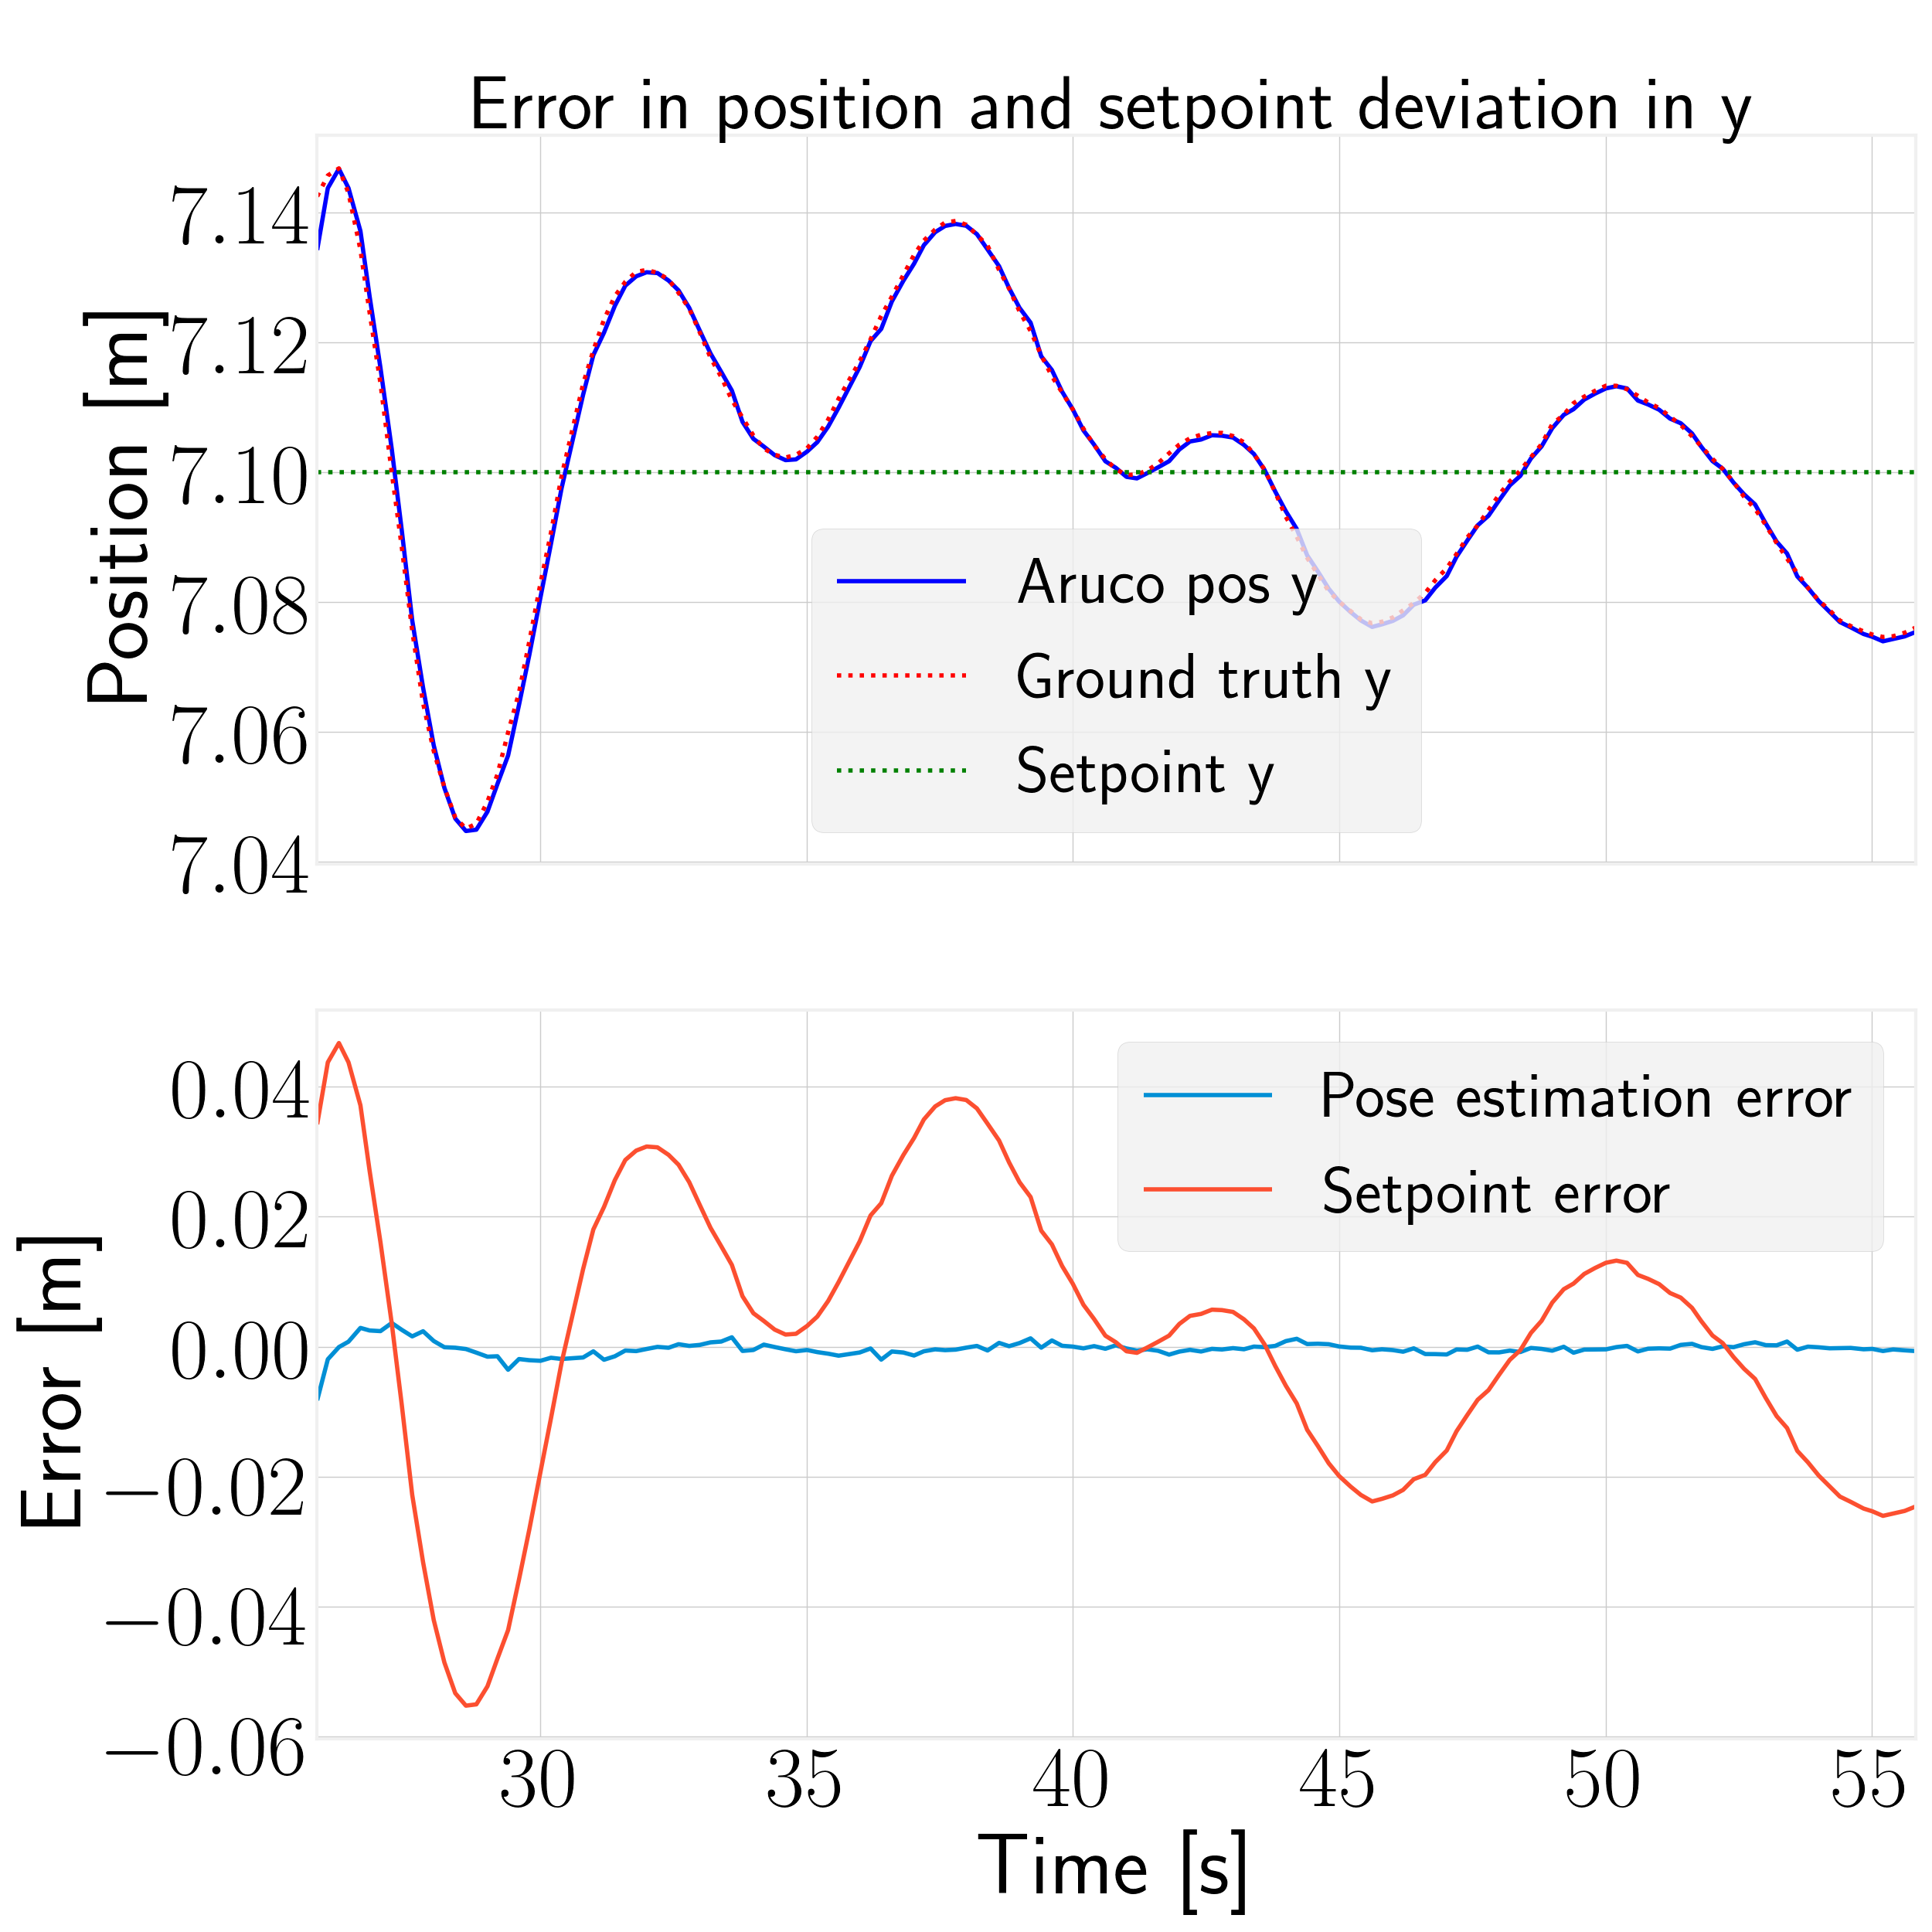 Error in position and setpoint deviation in y
Position [m]
7.14
7.12
7.10
7.08
7.06
7.04
Aruco pos y
Ground truth y
Setpoint y
Error [m]
0.04
0.02
0.00
−0.02
−0.04
−0.06
Pose estimation error
Setpoint error
30 35 40 45 50 55
Time [s]